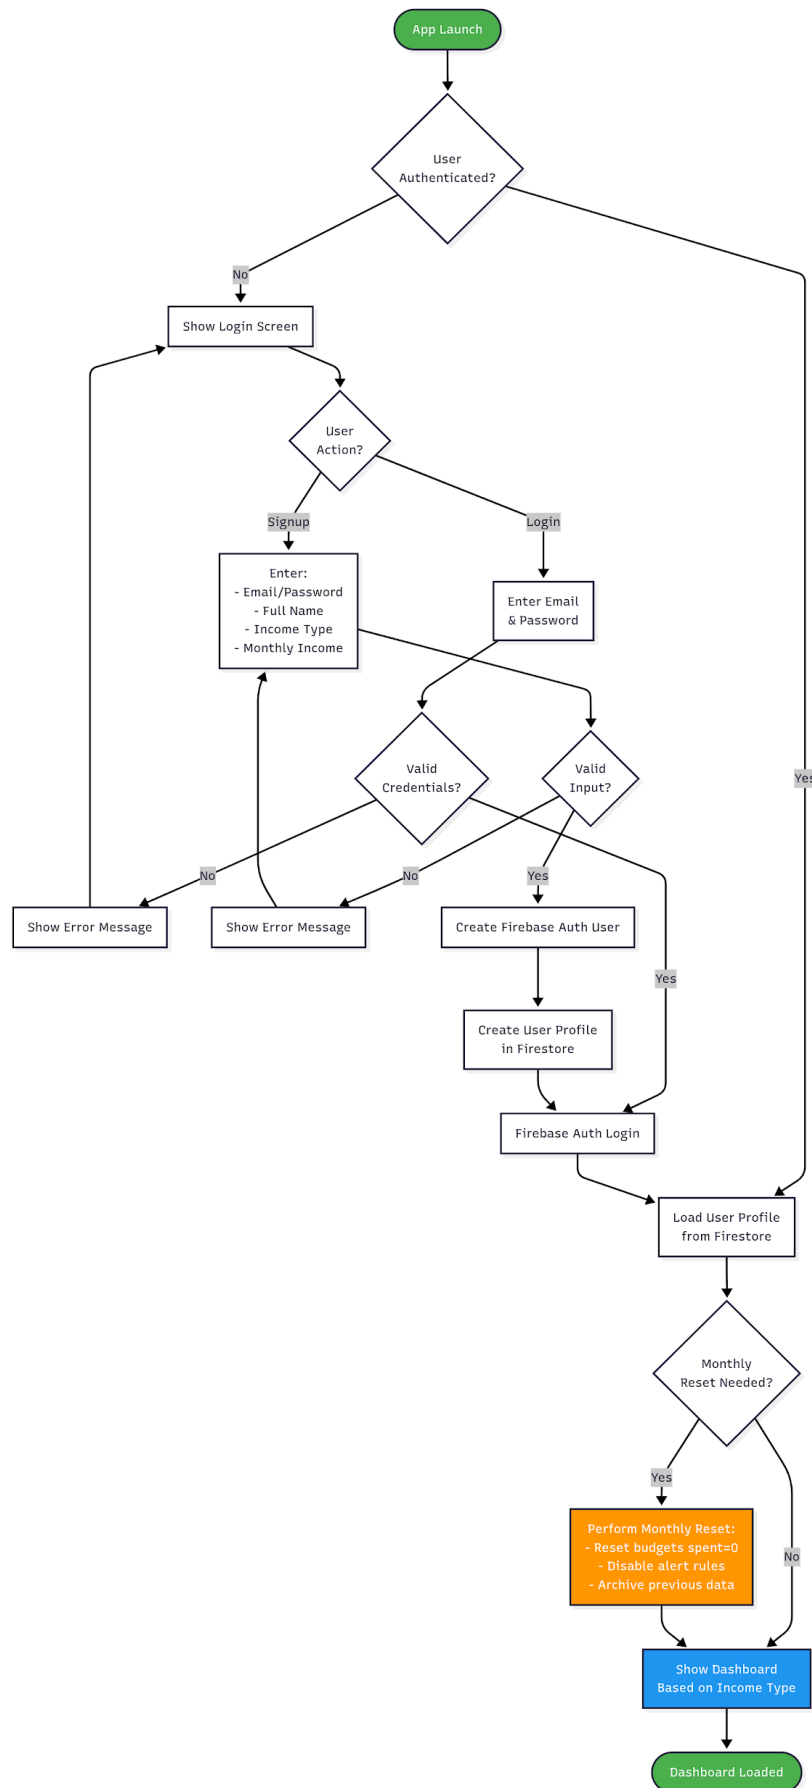 App Launch
User
Authenticated?
No
Show Login Screen
User
Action?
Signup
Login
Enter:
- Email/Password
- Full Name
- Income Type
- Monthly Income
Enter Email
& Password
Valid
Credentials?
Valid
Input?
Yes
No
No
Yes
Show Error Message
Show Error Message
Create Firebase Auth User
Yes
Create User Profile
in Firestore
Firebase Auth Login
Load User Profile
from Firestore
Monthly
Reset Needed?
Yes
Perform Monthly Reset:
- Reset budgets spent=0
- Disable alert rules
- Archive previous data
No
Show Dashboard
Based on Income Type
Dashboard Loaded